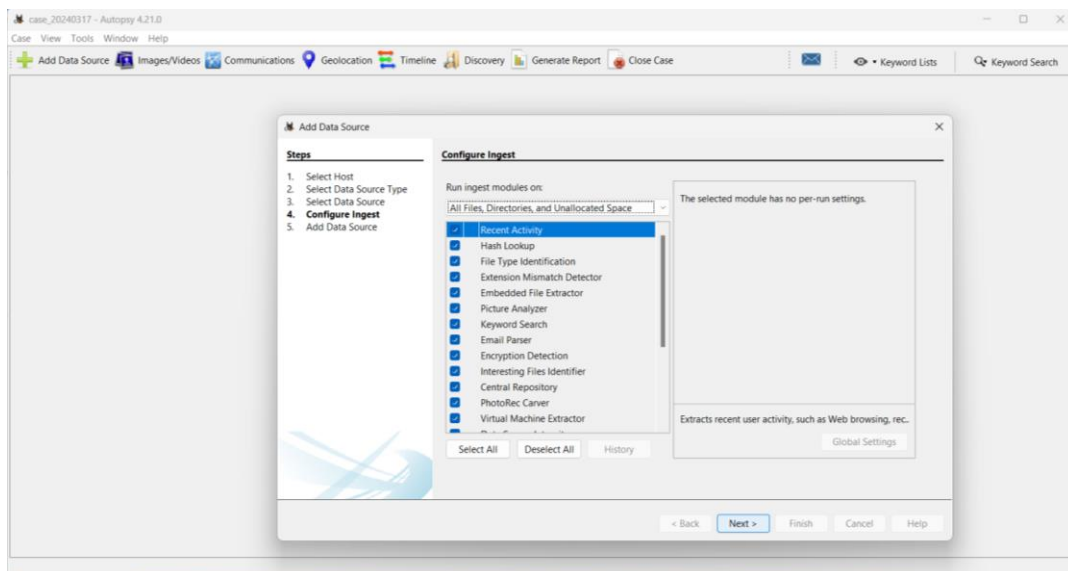 case_20240317 - Autopsy 4.21.0
Case View Tools Window Help
Add Data Source Images/Videos Communications Geolocation Timeline Discovery Generate Report Close Case Keyword Lists Keyword Search
Add Data Source
Steps
1. Select Host
2. Select Data Source Type
3. Select Data Source
4. Configure Ingest
5. Add Data Source
Configure Ingest
Run ingest modules on:
All Files, Directories, and Unallocated Space
Recent Activity
Hash Lookup
File Type Identification
Extension Mismatch Detector
Embedded File Extractor
Picture Analyzer
Keyword Search
Email Parser
Encryption Detection
Interesting Files Identifier
Central Repository
PhotoRec Carver
Virtual Machine Extractor
Select All Deselect All History
The selected module has no per-run settings.
Extracts recent user activity, such as Web browsing, rec..
Global Settings
< Back Next > Finish Cancel Help